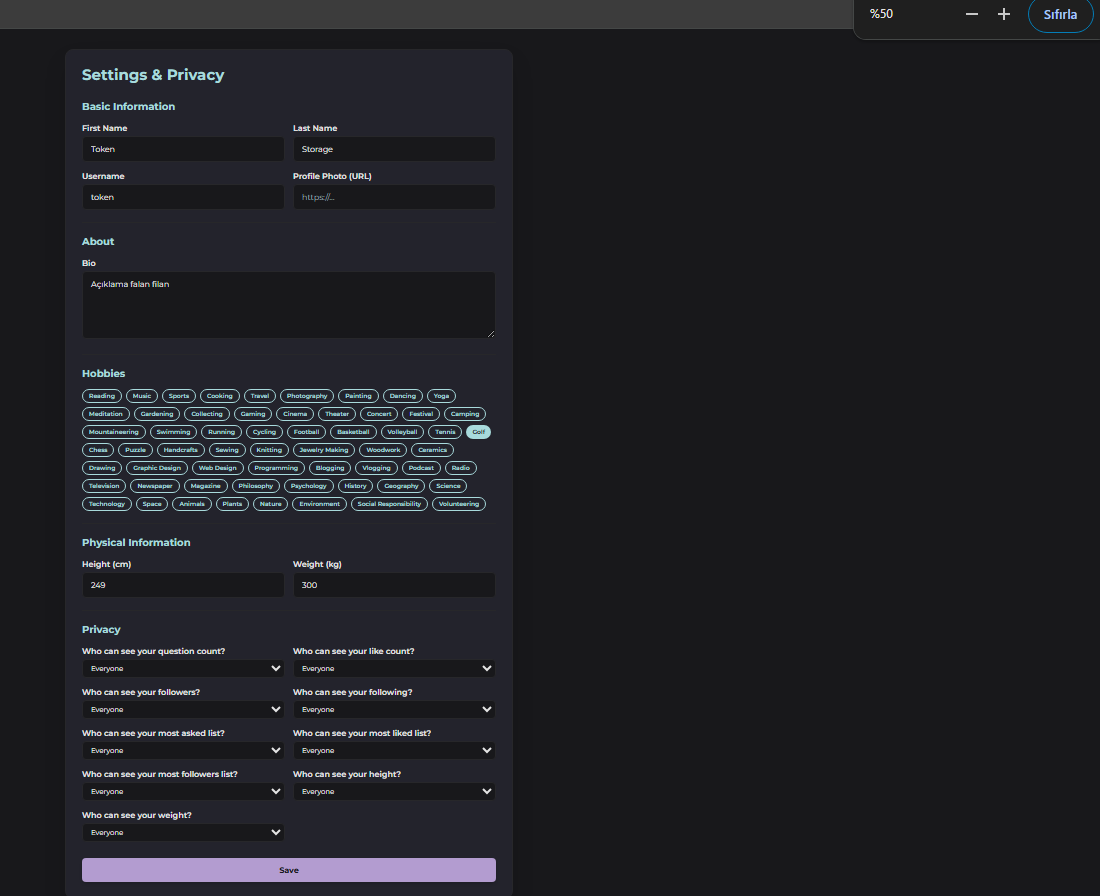 %50 — + Sıfırla
Settings & Privacy
Basic Information
First Name Last Name
Token Storage
Username Profile Photo (URL)
token https://...
About
Bio
Açıklama falan filan
Hobbies
Reading Music Sports Cooking Travel Photography Painting Dancing Yoga
Meditation Gardening Collecting Gaming Cinema Theater Concert Festival Camping
Mountaineering Swimming Running Cycling Football Basketball Volleyball Tennis Golf
Chess Puzzle Handcrafts Sewing Knitting Jewelry Making Woodwork Ceramics
Drawing Graphic Design Web Design Programming Blogging Vlogging Podcast Radio
Television Newspaper Magazine Philosophy Psychology History Geography Science
Technology Space Animals Plants Nature Environment Social Responsibility Volunteering
Physical Information
Height (cm) Weight (kg)
249 300
Privacy
Who can see your question count? Who can see your like count?
Everyone Everyone
Who can see your followers? Who can see your following?
Everyone Everyone
Who can see your most asked list? Who can see your most liked list?
Everyone Everyone
Who can see your most followers list? Who can see your height?
Everyone Everyone
Who can see your weight?
Everyone
Save